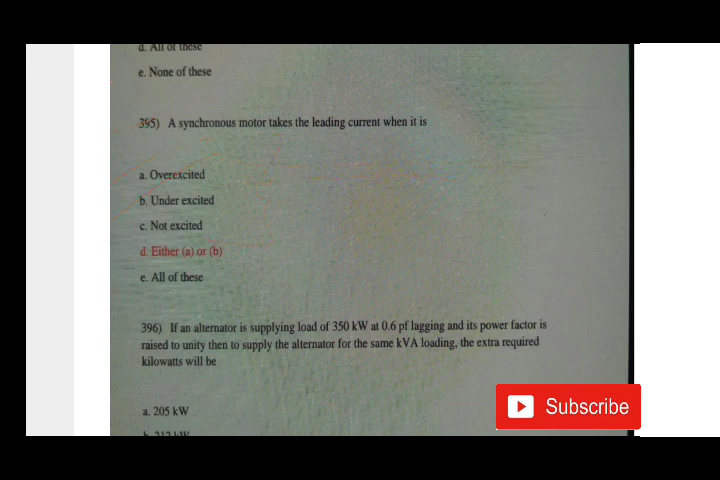 d. All of these
e. None of these
395) A synchronous motor takes the leading current when it is
a. Overexcited
b. Under excited
c. Not excited
d. Either (a) or (b)
e. All of these
396) If an alternator is supplying load of 350 kW at 0.6 pf lagging and its power factor is
raised to unity then to supply the alternator for the same kVA loading, the extra required
kilowatts will be
a. 205 kW
Subscribe